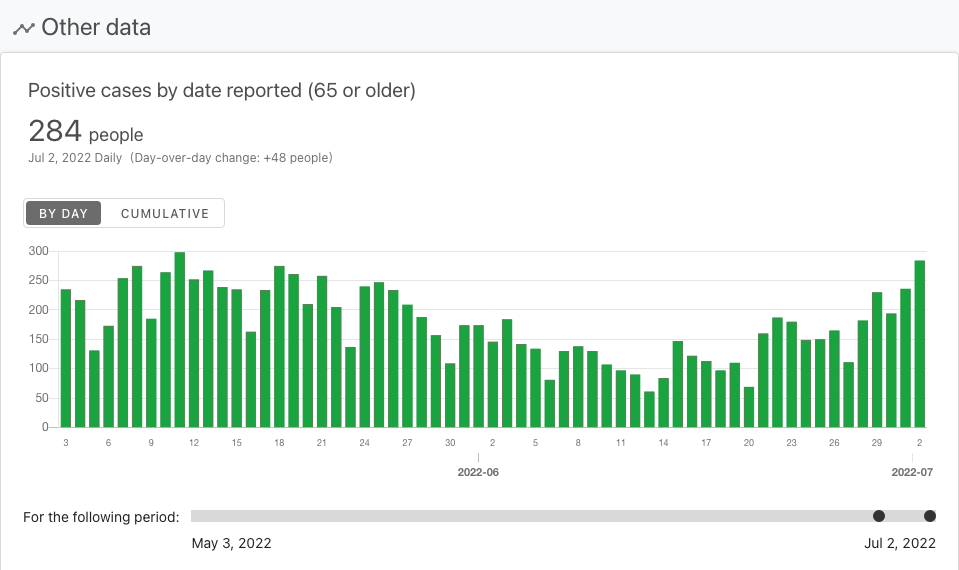 Other data
Positive cases by date reported (65 or older)
284 people
Jul 2, 2022 Daily (Day-over-day change: +48 people)
BY DAY CUMULATIVE
300
250
200
150
100
50
0
3 6 9 12 15 18 21 24 27 30 2 5 8 11 14 17 20 23 26 29 2
2022-06 2022-07
For the following period:
May 3, 2022 Jul 2, 2022